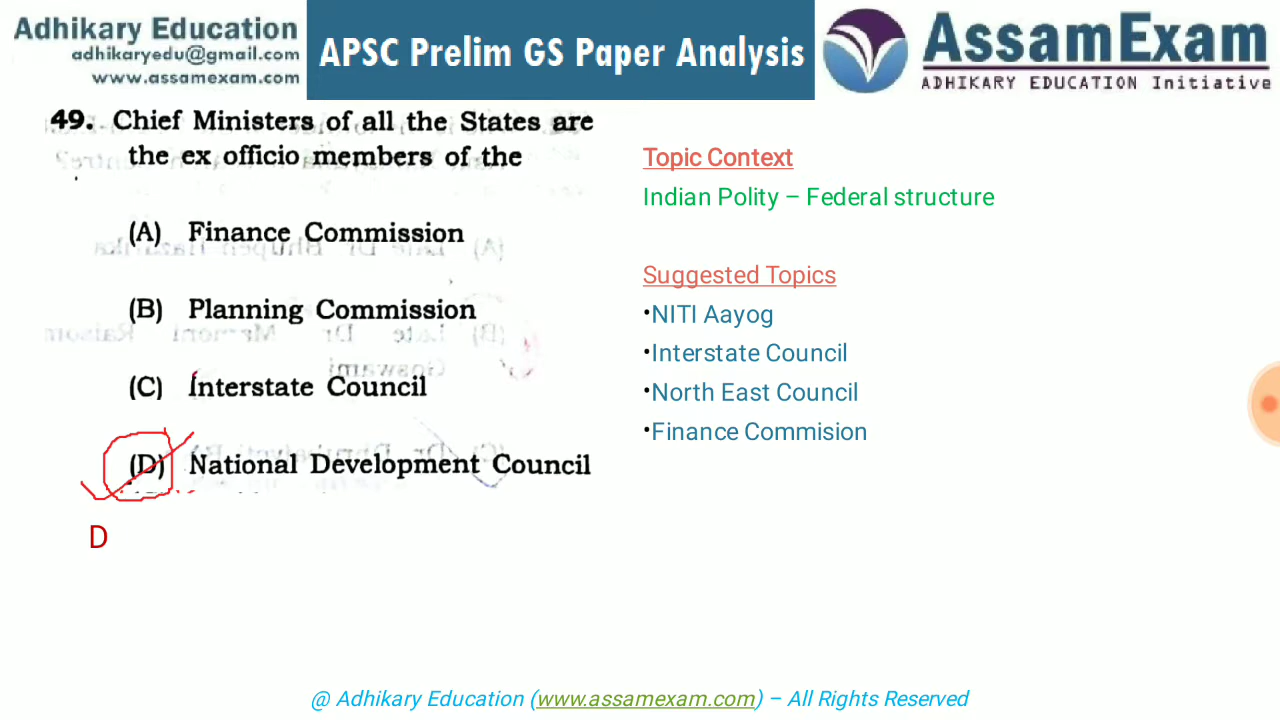 Adhikary Education
adhikaryedu@gmail.com
www.assamexam.com
APSC Prelim GS Paper Analysis
AssamExam
ADHIKARY EDUCATION Initiative
49. Chief Ministers of all the States are
the ex officio members of the
(A) Finance Commission
(B) Planning Commission
(C) Interstate Council
(D) National Development Council
D
Topic Context
Indian Polity – Federal structure
Suggested Topics
•NITI Aayog
•Interstate Council
•North East Council
•Finance Commision
@ Adhikary Education (www.assamexam.com) – All Rights Reserved